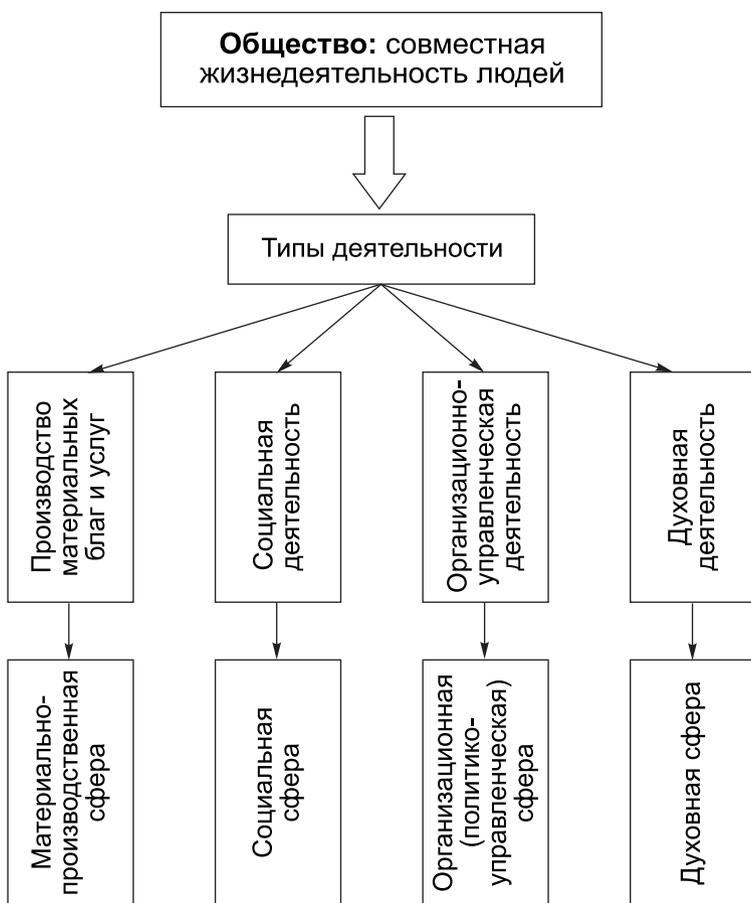 Общество: совместная
жизнедеятельность людей
Типы деятельности
Производство
материальных
благ и услуг
Социальная
деятельность
Организационно-
управленческая
деятельность
Духовная
деятельность
Материально-
производственная
сфера
Социальная
сфера
Организационная
(политико-
управленческая)
сфера
Духовная сфера